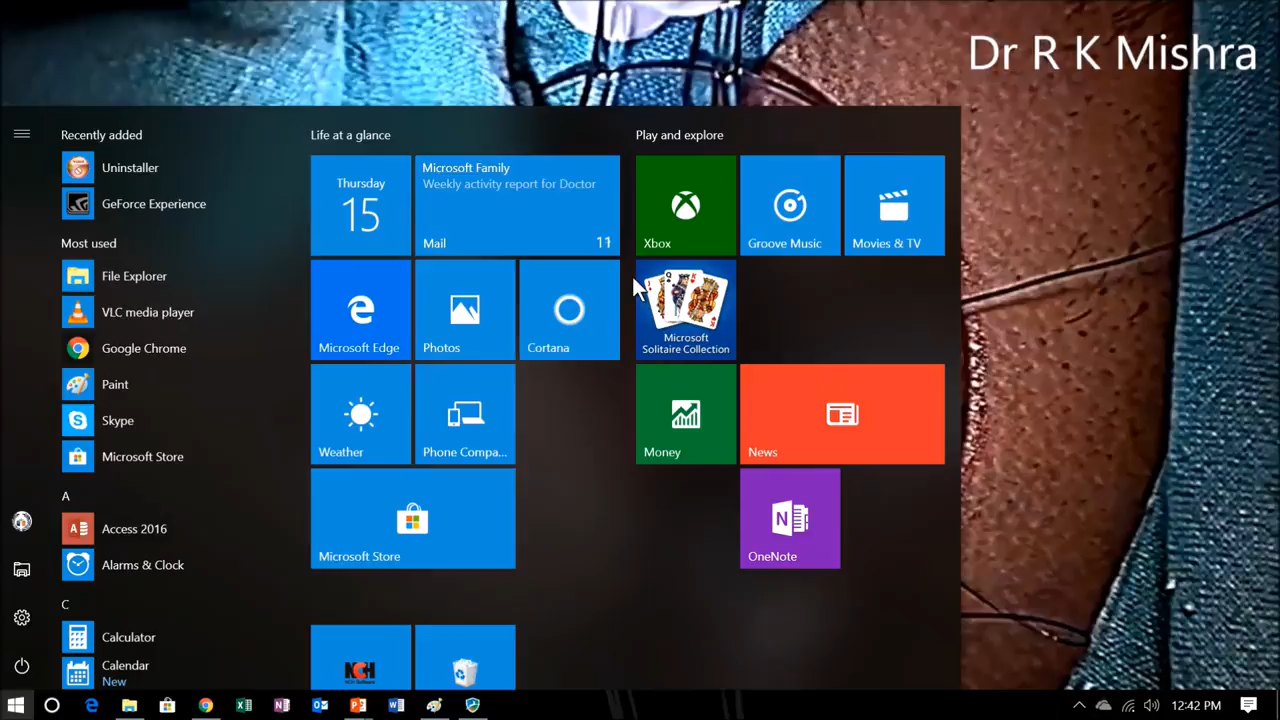 Dr R K Mishra
Recently added
Uninstaller
GeForce Experience
Most used
File Explorer
VLC media player
Google Chrome
Paint
Skype
Microsoft Store
A
Access 2016
Alarms & Clock
C
Calculator
Calendar
New
Life at a glance
Thursday
15
Microsoft Family
Weekly activity report for Doctor
Mail
11
Microsoft Edge
Photos
Cortana
Weather
Phone Compa...
Microsoft Store
NCH Software
Play and explore
Xbox
Groove Music
Movies & TV
Microsoft
Solitaire Collection
Money
News
OneNote
12:42 PM